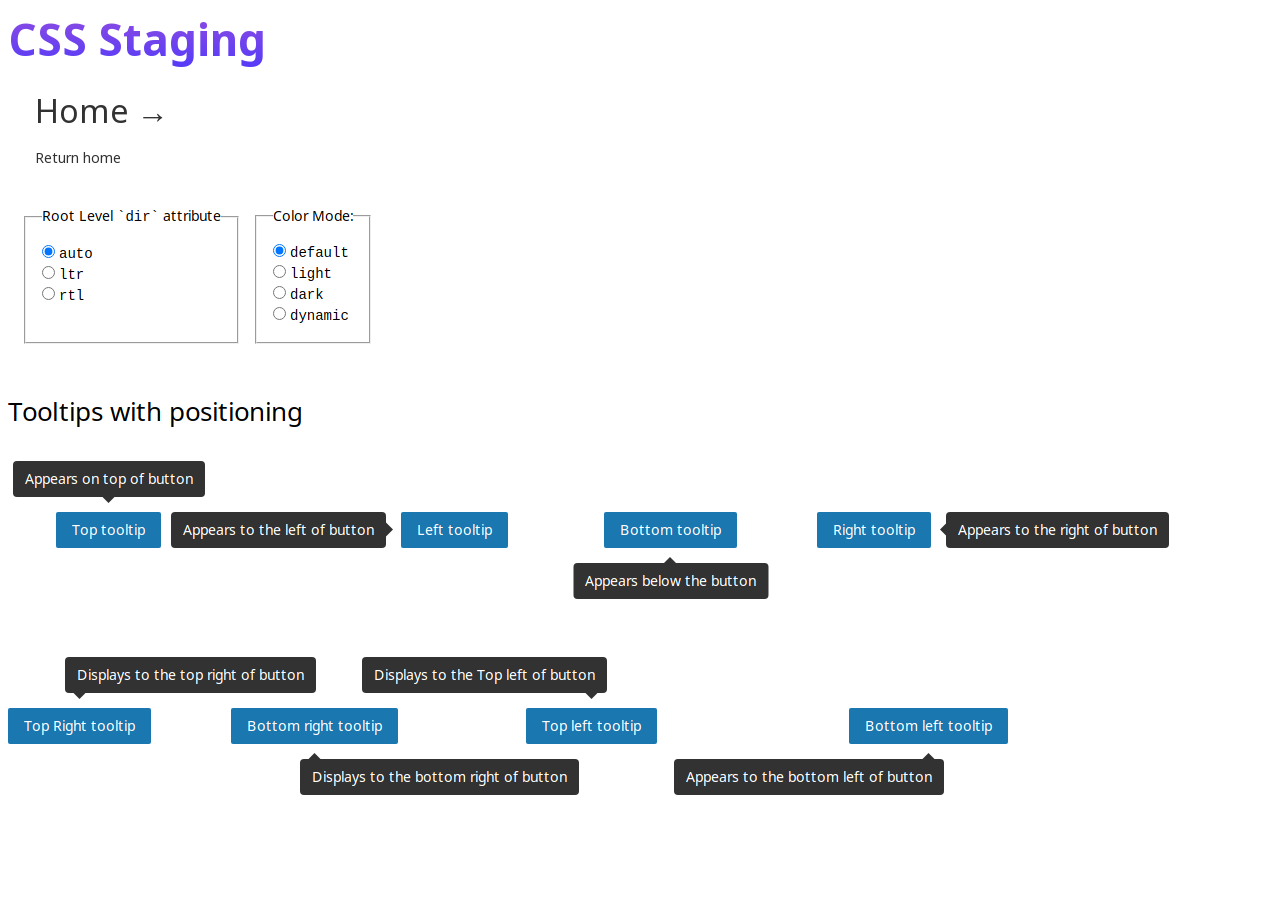 CSS Staging
Home →
Return home
Root Level `dir` attribute
auto
ltr
rtl
Color Mode:
default
light
dark
dynamic
Tooltips with positioning
Appears on top of button
Top tooltip
Appears to the left of button
Left tooltip
Bottom tooltip
Appears below the button
Right tooltip
Appears to the right of button
Displays to the top right of button
Top Right tooltip
Bottom right tooltip
Displays to the bottom right of button
Displays to the Top left of button
Top left tooltip
Bottom left tooltip
Appears to the bottom left of button